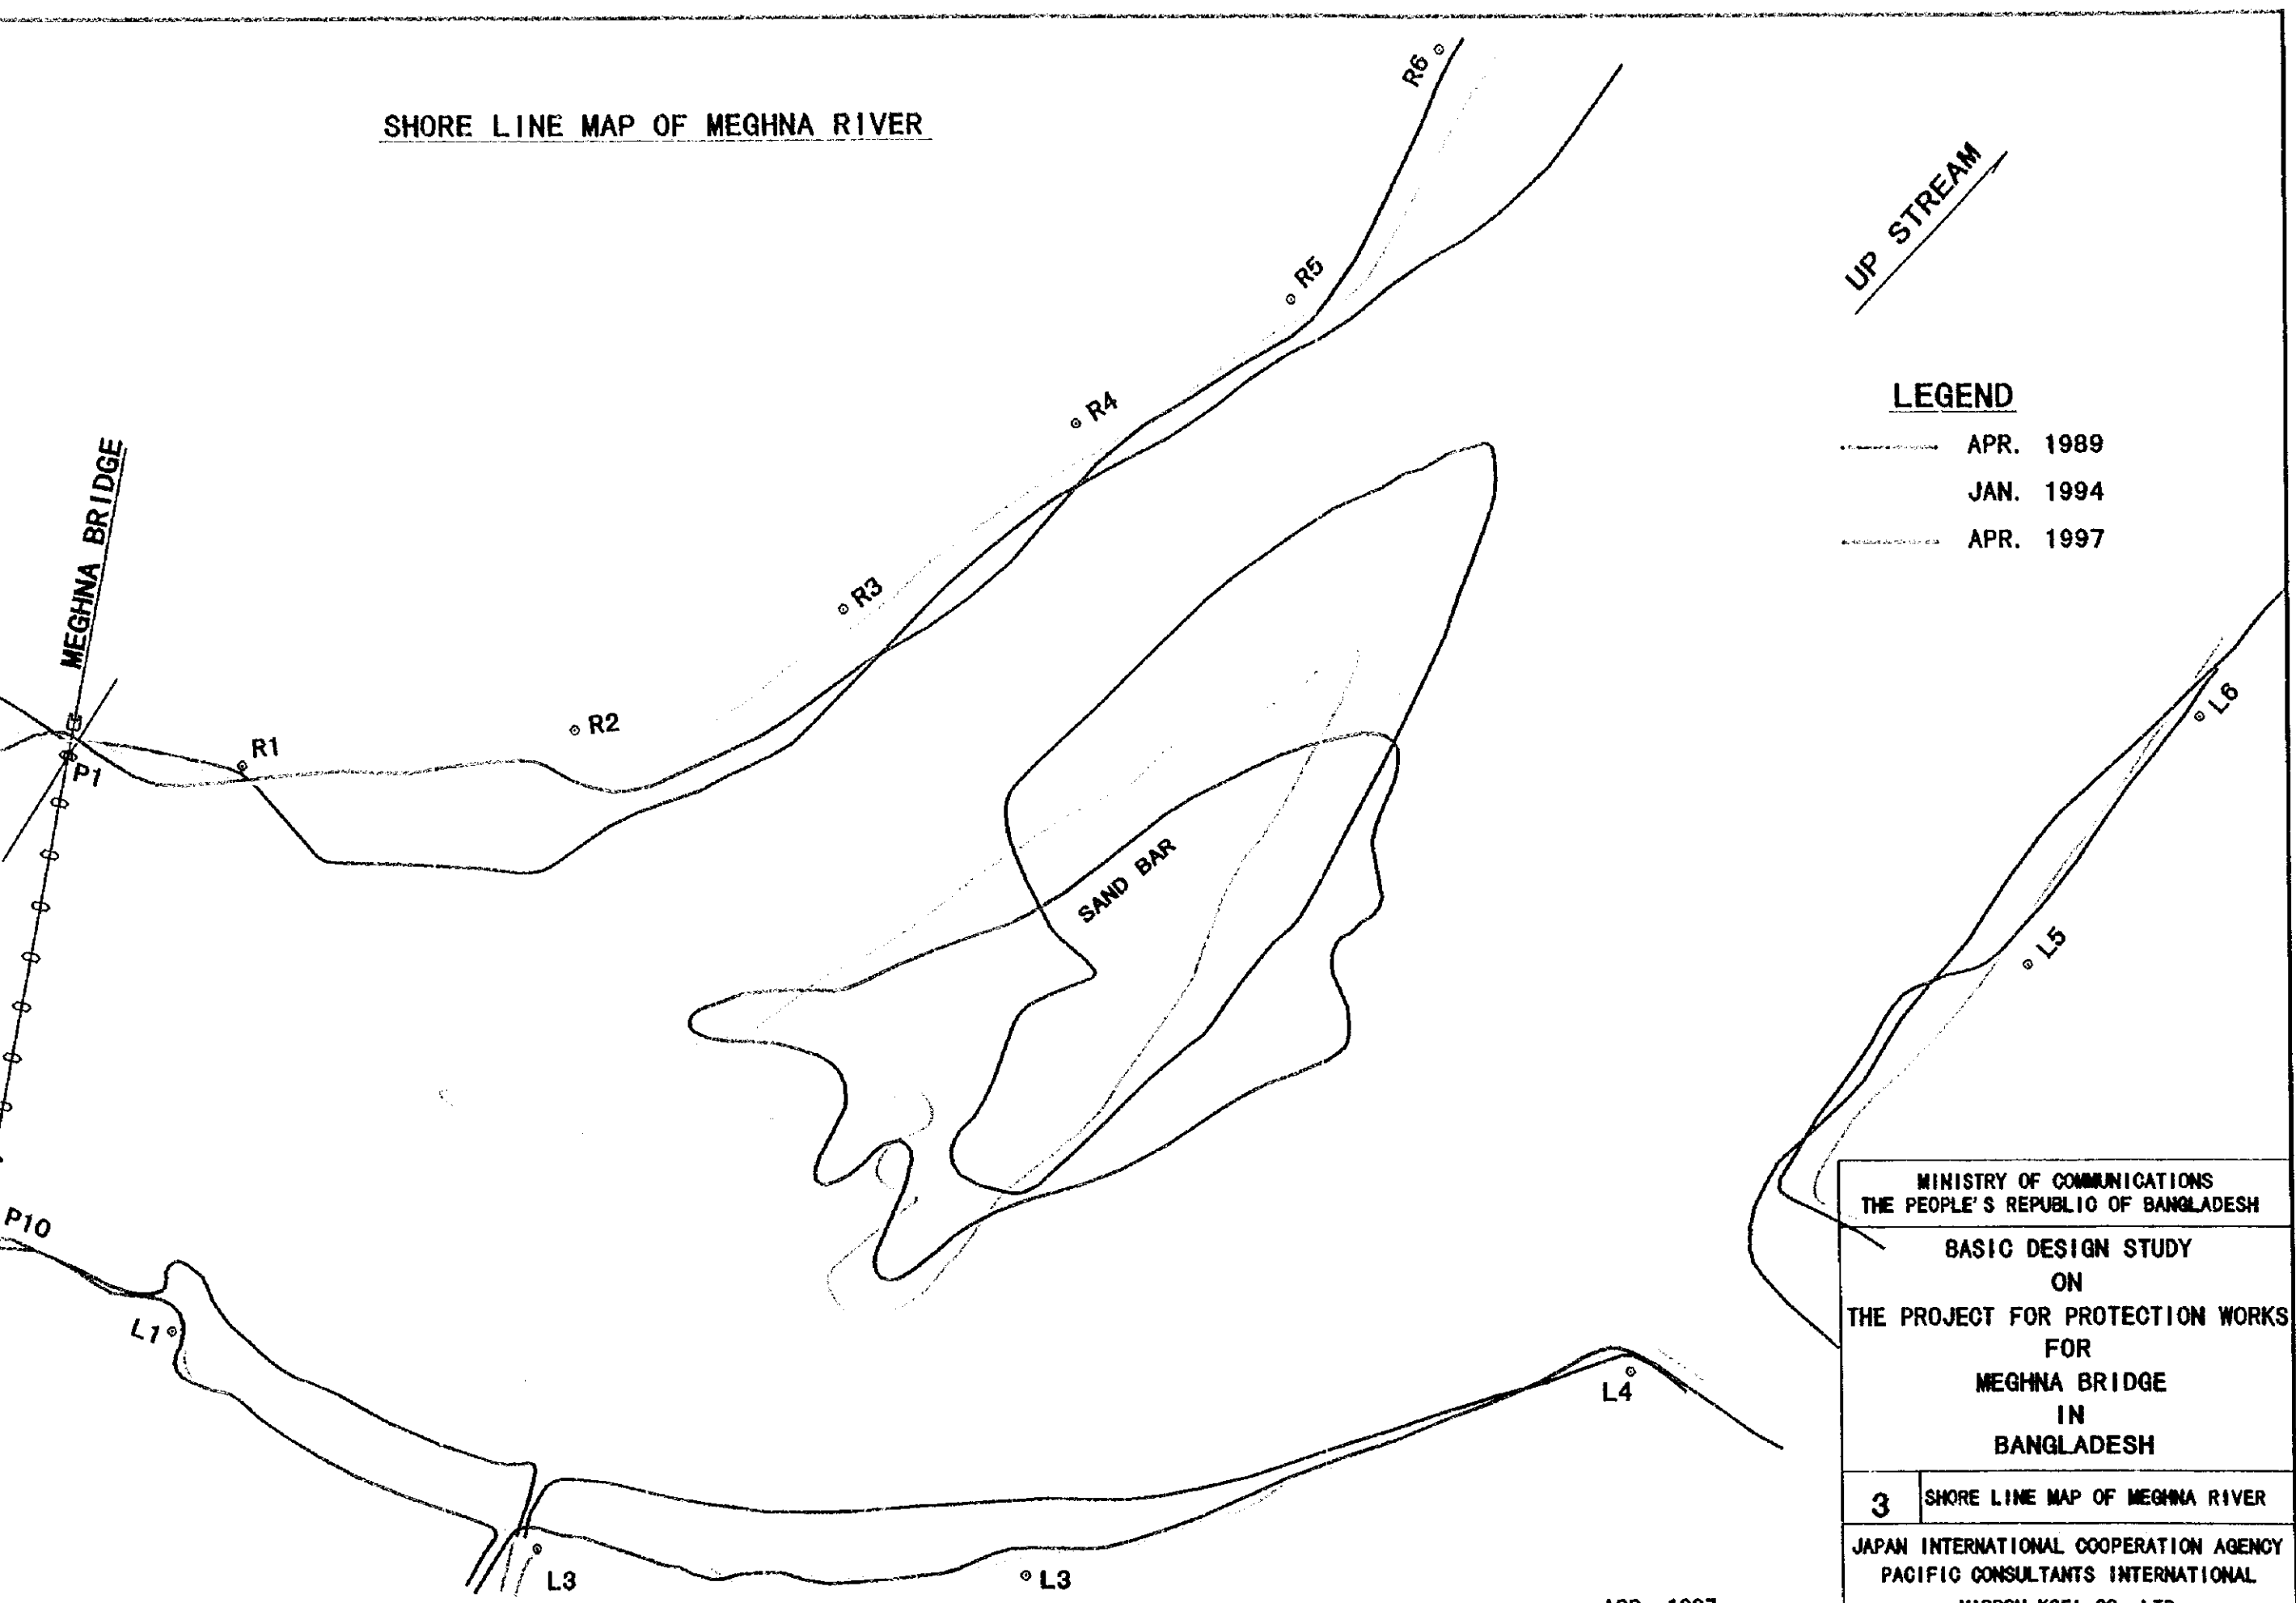 SHORE LINE MAP OF MEGHNA RIVER
R6
UP STREAM
R5
LEGEND
APR. 1989
JAN. 1994
APR. 1997
R4
MEGHNA BRIDGE
R3
R2
R1
P1
L6
SAND BAR
L5
P10
L1
L4
L3
L3
MINISTRY OF COMMUNICATIONS
THE PEOPLE'S REPUBLIC OF BANGLADESH
BASIC DESIGN STUDY
ON
THE PROJECT FOR PROTECTION WORKS
FOR
MEGHNA BRIDGE
IN
BANGLADESH
3
SHORE LINE MAP OF MEGHNA RIVER
JAPAN INTERNATIONAL COOPERATION AGENCY
PACIFIC CONSULTANTS INTERNATIONAL